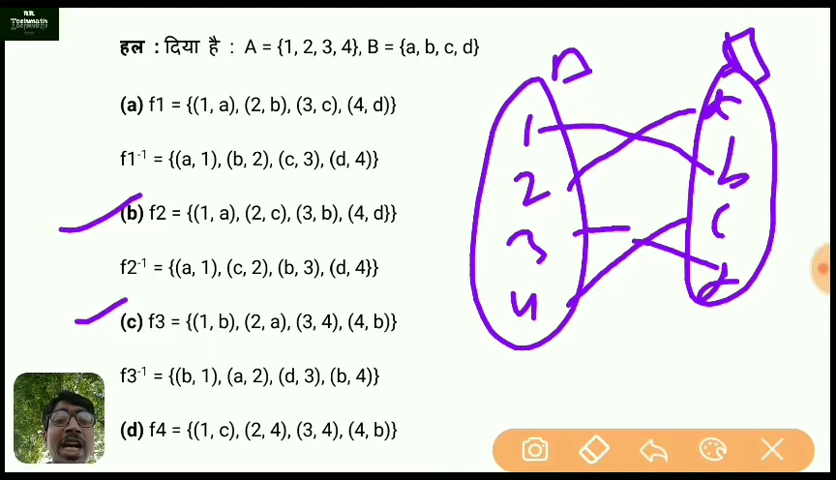 RR
Techmath
हल : दिया है : A = {1, 2, 3, 4}, B = {a, b, c, d}
(a) f1 = {(1, a), (2, b), (3, c), (4, d)}
f1⁻¹ = {(a, 1), (b, 2), (c, 3), (d, 4)}
(b) f2 = {(1, a), (2, c), (3, b), (4, d}}
f2⁻¹ = {(a, 1), (c, 2), (b, 3), (d, 4}}
(c) f3 = {(1, b), (2, a), (3, 4), (4, b)}
f3⁻¹ = {(b, 1), (a, 2), (d, 3), (b, 4)}
(d) f4 = {(1, c), (2, 4), (3, 4), (4, b)}
1
2
3
4
a
b
c
d